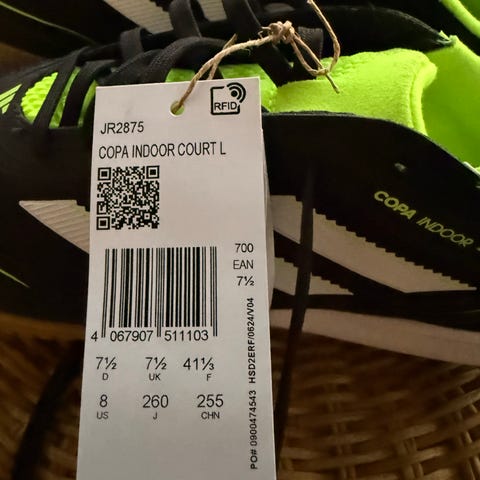 RFID
JR2875
COPA INDOOR COURT L
700
EAN
7½
4 067907 511103
7½ 7½ 41⅓
D UK F
8 260 255
US J CHN
PO# 0900474543 HSD2ERF/0624/V04
COPA INDOOR